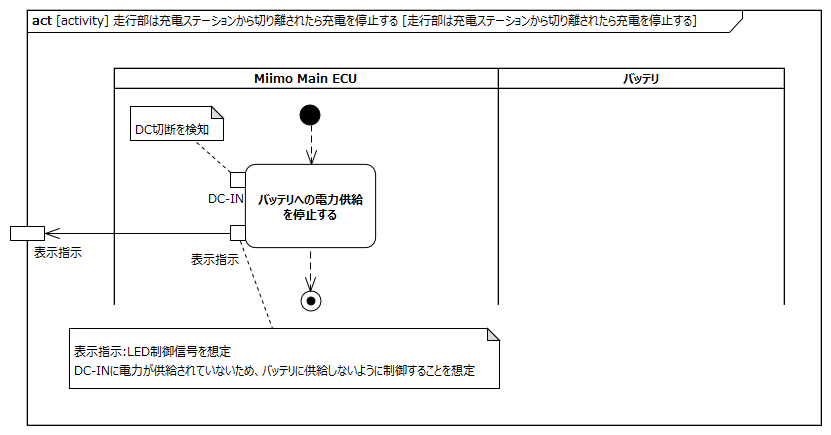 act [activity] 走行部は充電ステーションから切り離されたら充電を停止する [走行部は充電ステーションから切り離されたら充電を停止する]
Miimo Main ECU
バッテリ
DC切断を検知
DC-IN
バッテリへの電力供給
を停止する
表示指示
表示指示
表示指示:LED制御信号を想定
DC-INに電力が供給されていないため、バッテリに供給しないように制御することを想定